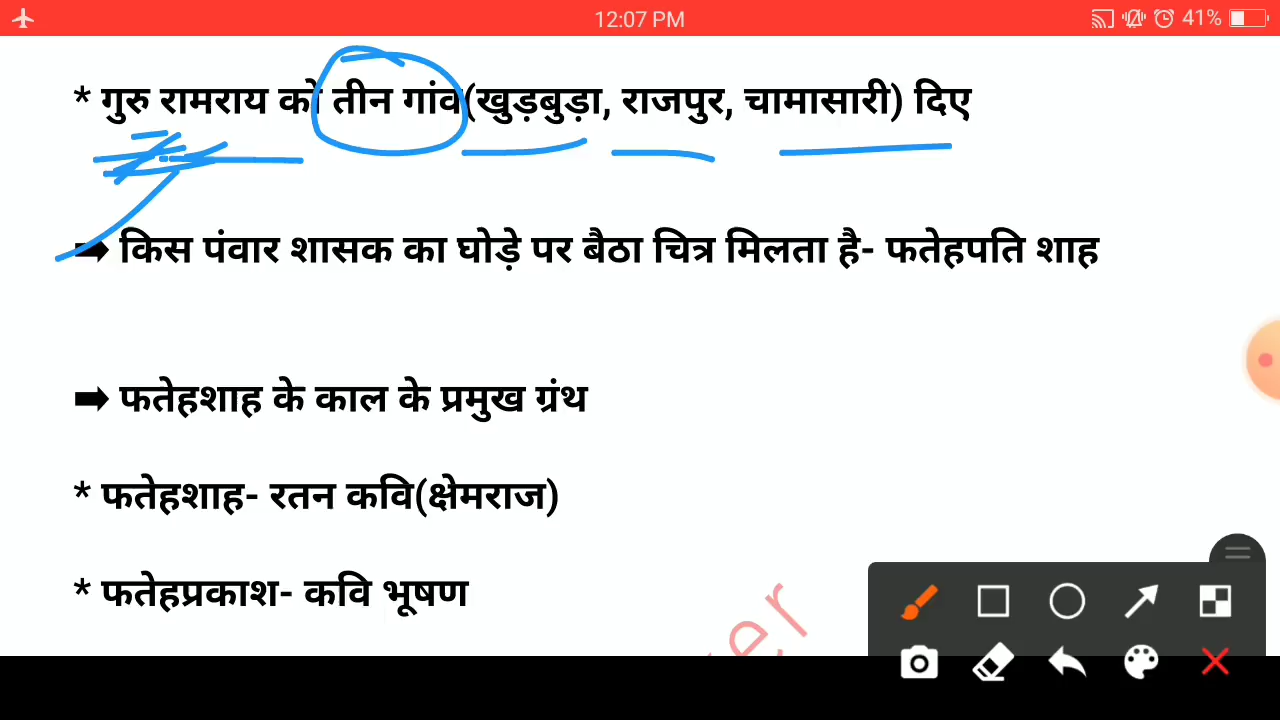 12:07 PM
41%
* गुरु रामराय को तीन गांव(खुड़बुड़ा, राजपुर, चामासारी) दिए
➡ किस पंवार शासक का घोड़े पर बैठा चित्र मिलता है- फतेहपति शाह
➡ फतेहशाह के काल के प्रमुख ग्रंथ
* फतेहशाह- रतन कवि(क्षेमराज)
* फतेहप्रकाश- कवि भूषण